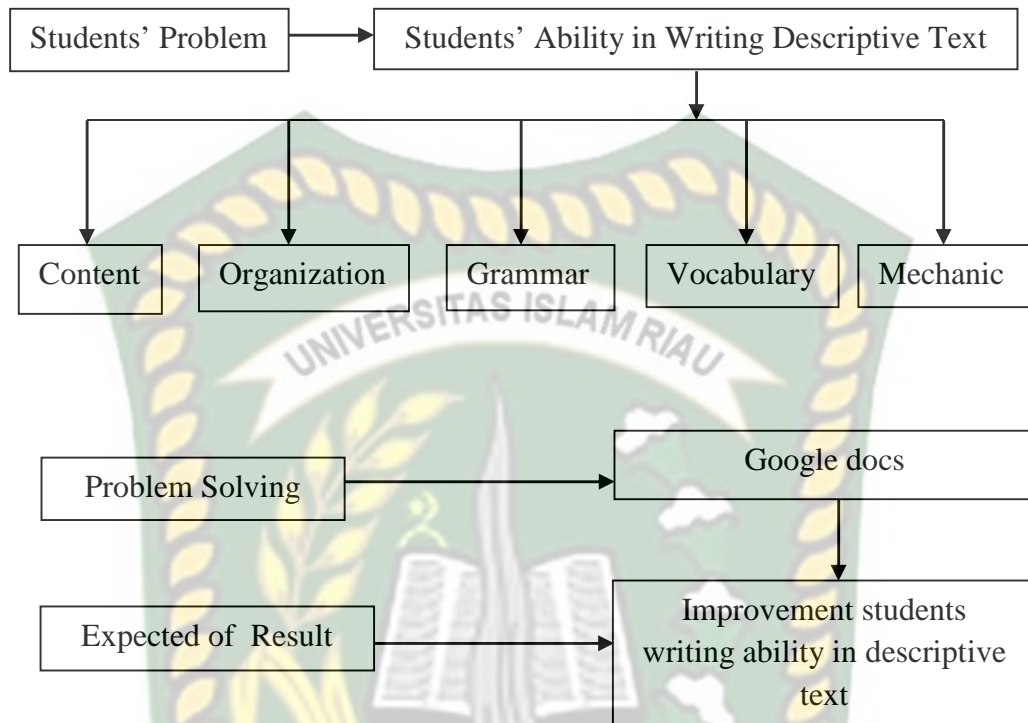 Students’ Problem
Students’ Ability in Writing Descriptive Text
Content
Organization
Grammar
Vocabulary
Mechanic
UNIVERSITAS ISLAM RIAU
Problem Solving
Google docs
Expected of Result
Improvement students
writing ability in descriptive
text